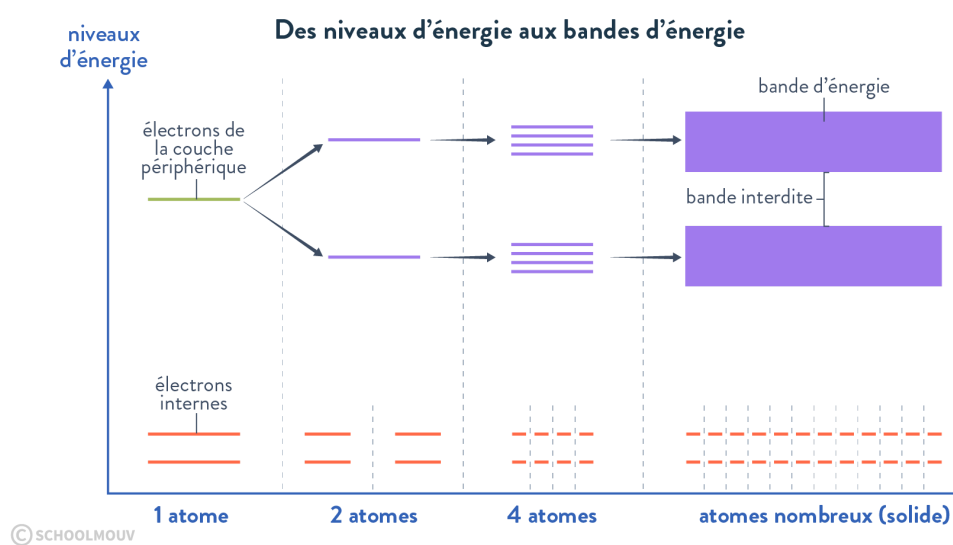 Des niveaux d'énergie aux bandes d'énergie
niveaux
d'énergie
bande d'énergie
électrons de
la couche
périphérique
bande interdite
électrons
internes
1 atome
2 atomes
4 atomes
atomes nombreux (solide)
© SCHOOLMOUV